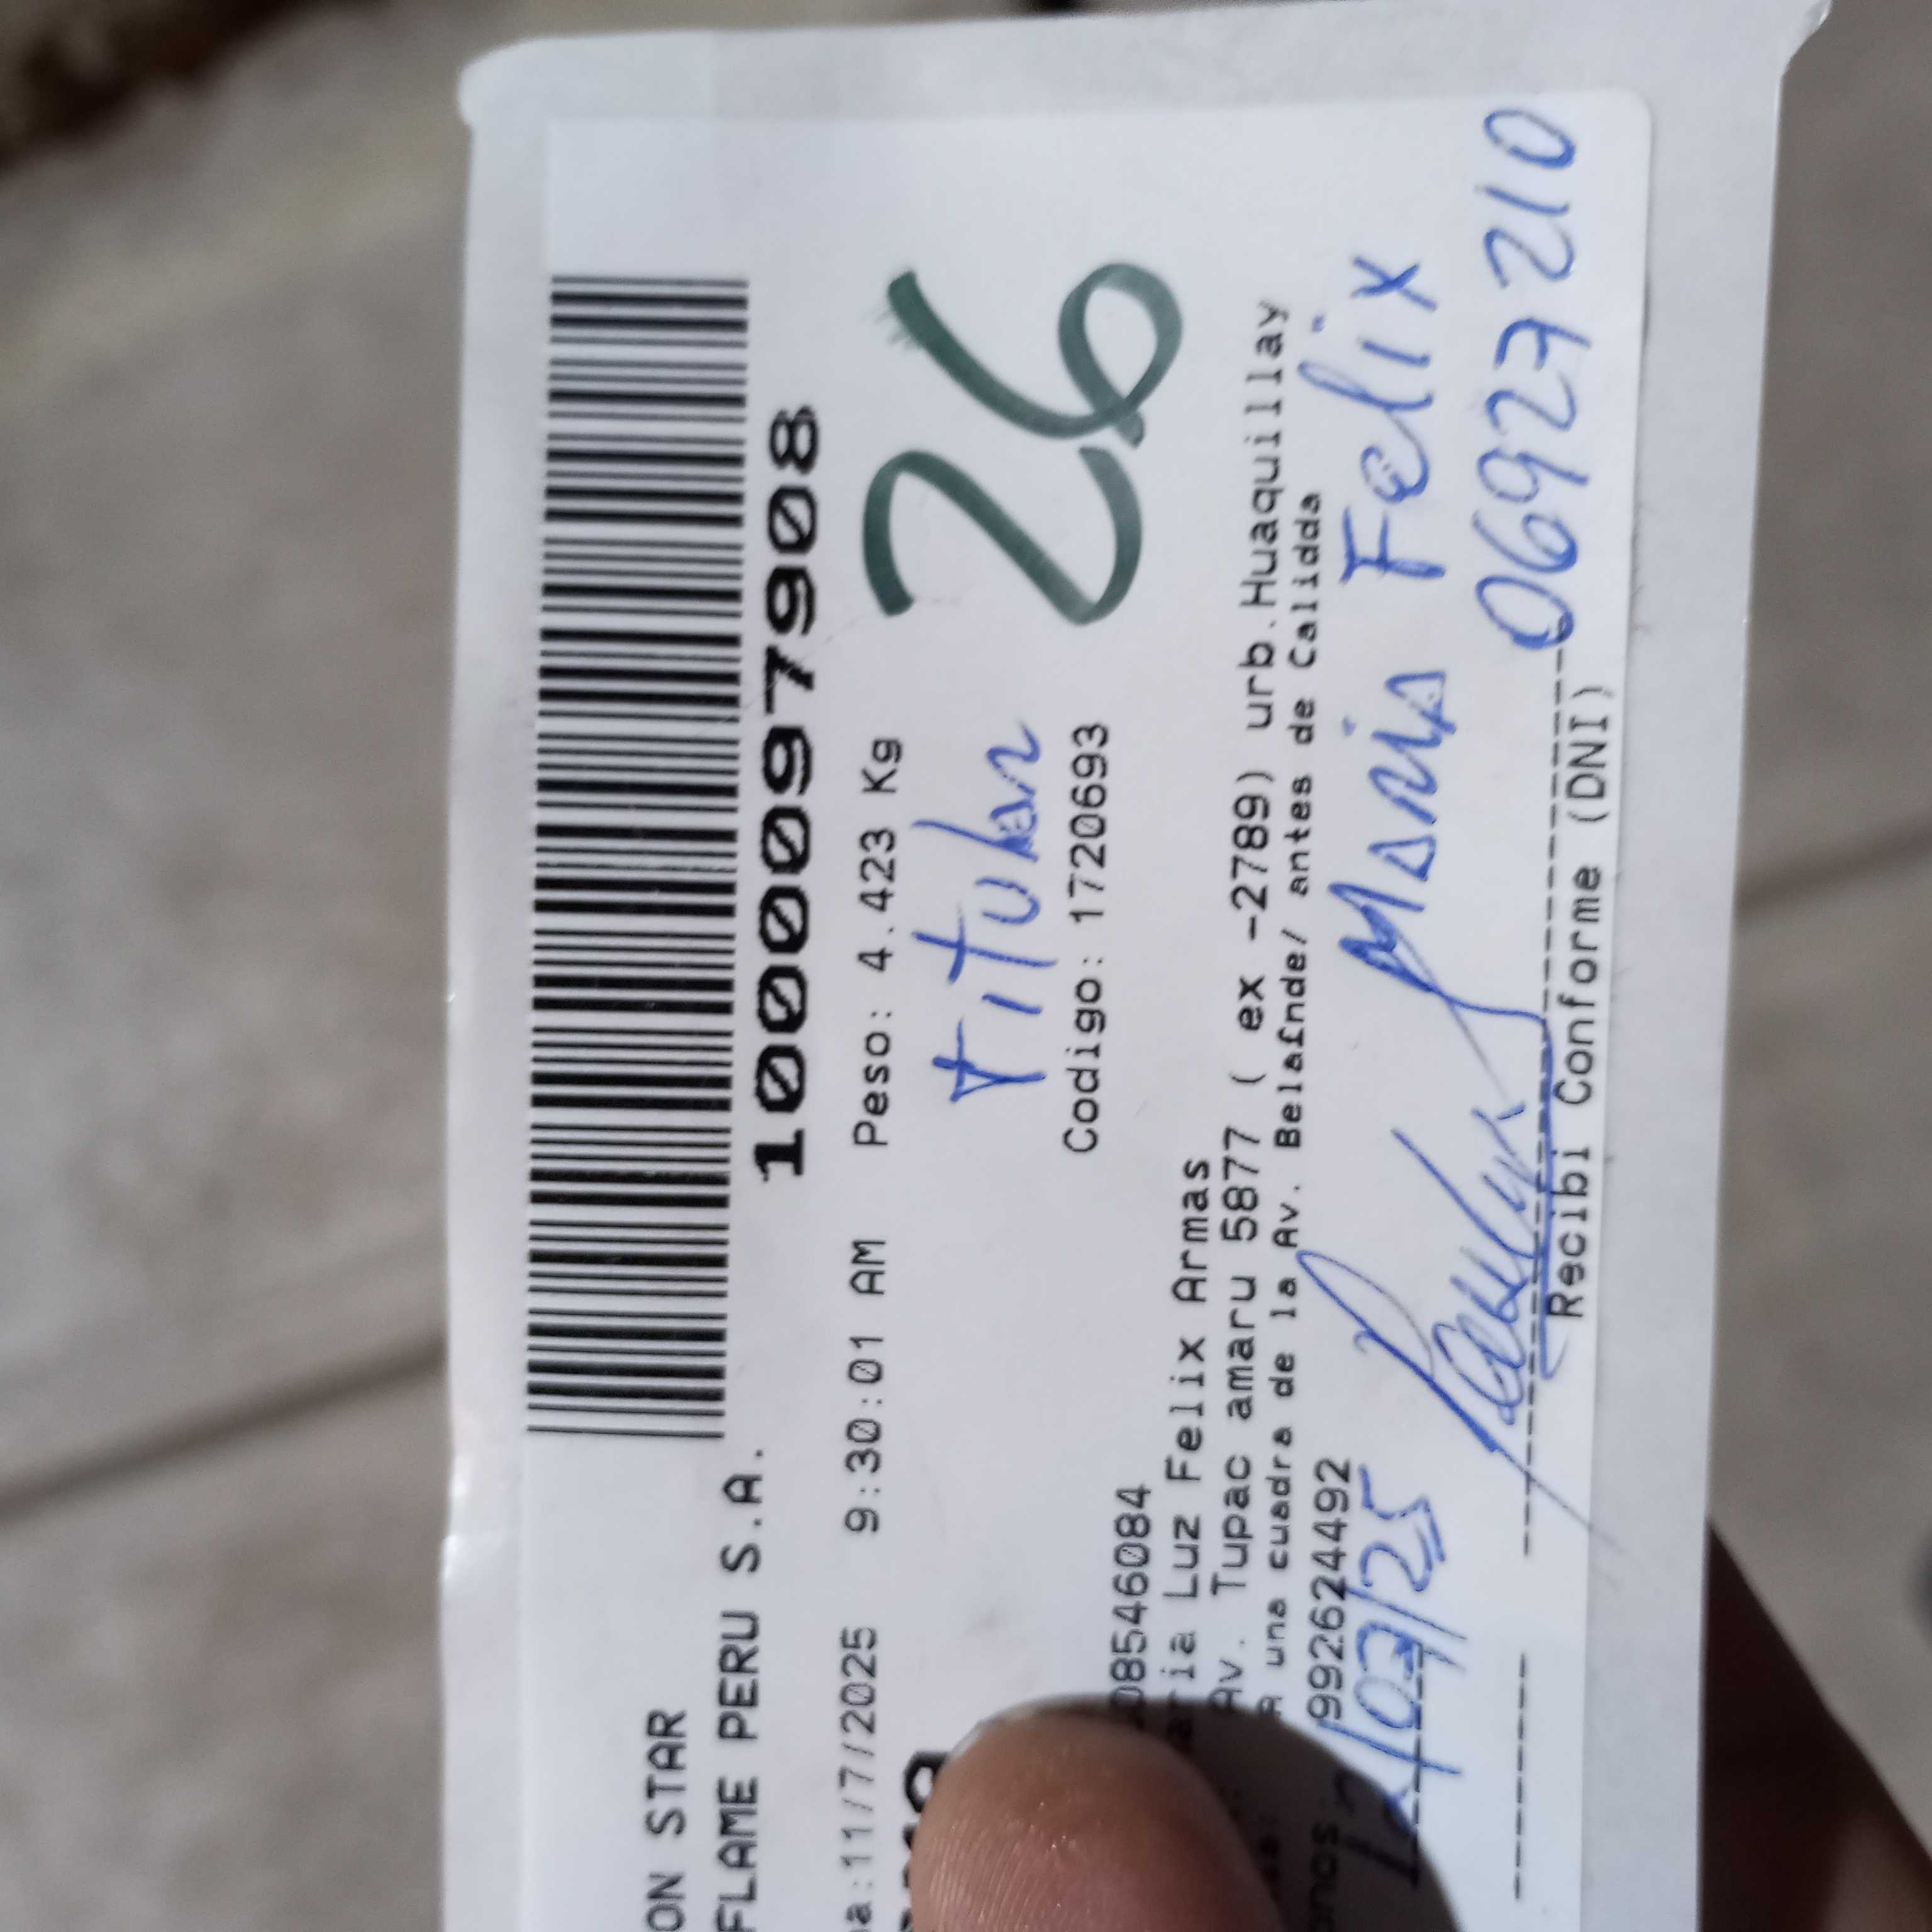 ON STAR
FLAME PERU S.A.
1000097908
a:11/7/2025 9:30:01 AM Peso: 4.423 Kg
26
Titular
Codigo:1720693
08546084
ria Luz Felix Armas
Av. Tupac amaru 5877 ( ex -2789) urb.Huaquillay
A una cuadra de la Av. Belaúnde/ antes de Calidda
992624492
Maria Felix
06927210
Recibi Conforme (DNI)